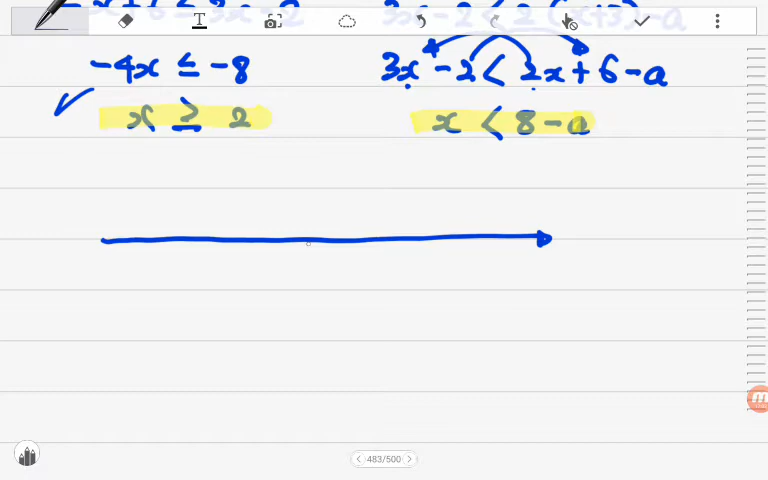 -4x ≤ -8
3x - 2 < 2x + 6 - a
x ≥ 2
x < 8 - a
483/500